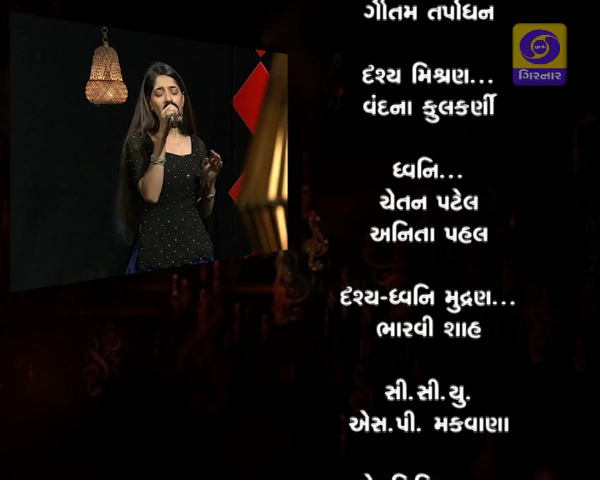 ગૌતમ તપોધન
ગિરનાર
દૃશ્ય મિશ્રણ...
વંદના કુલકર્ણી
ધ્વનિ...
ચેતન પટેલ
અનિતા પહલ
દૃશ્ય-ધ્વનિ મુદ્રણ...
ભારવી શાહ
સી.સી.યુ.
એસ.પી. મકવાણા